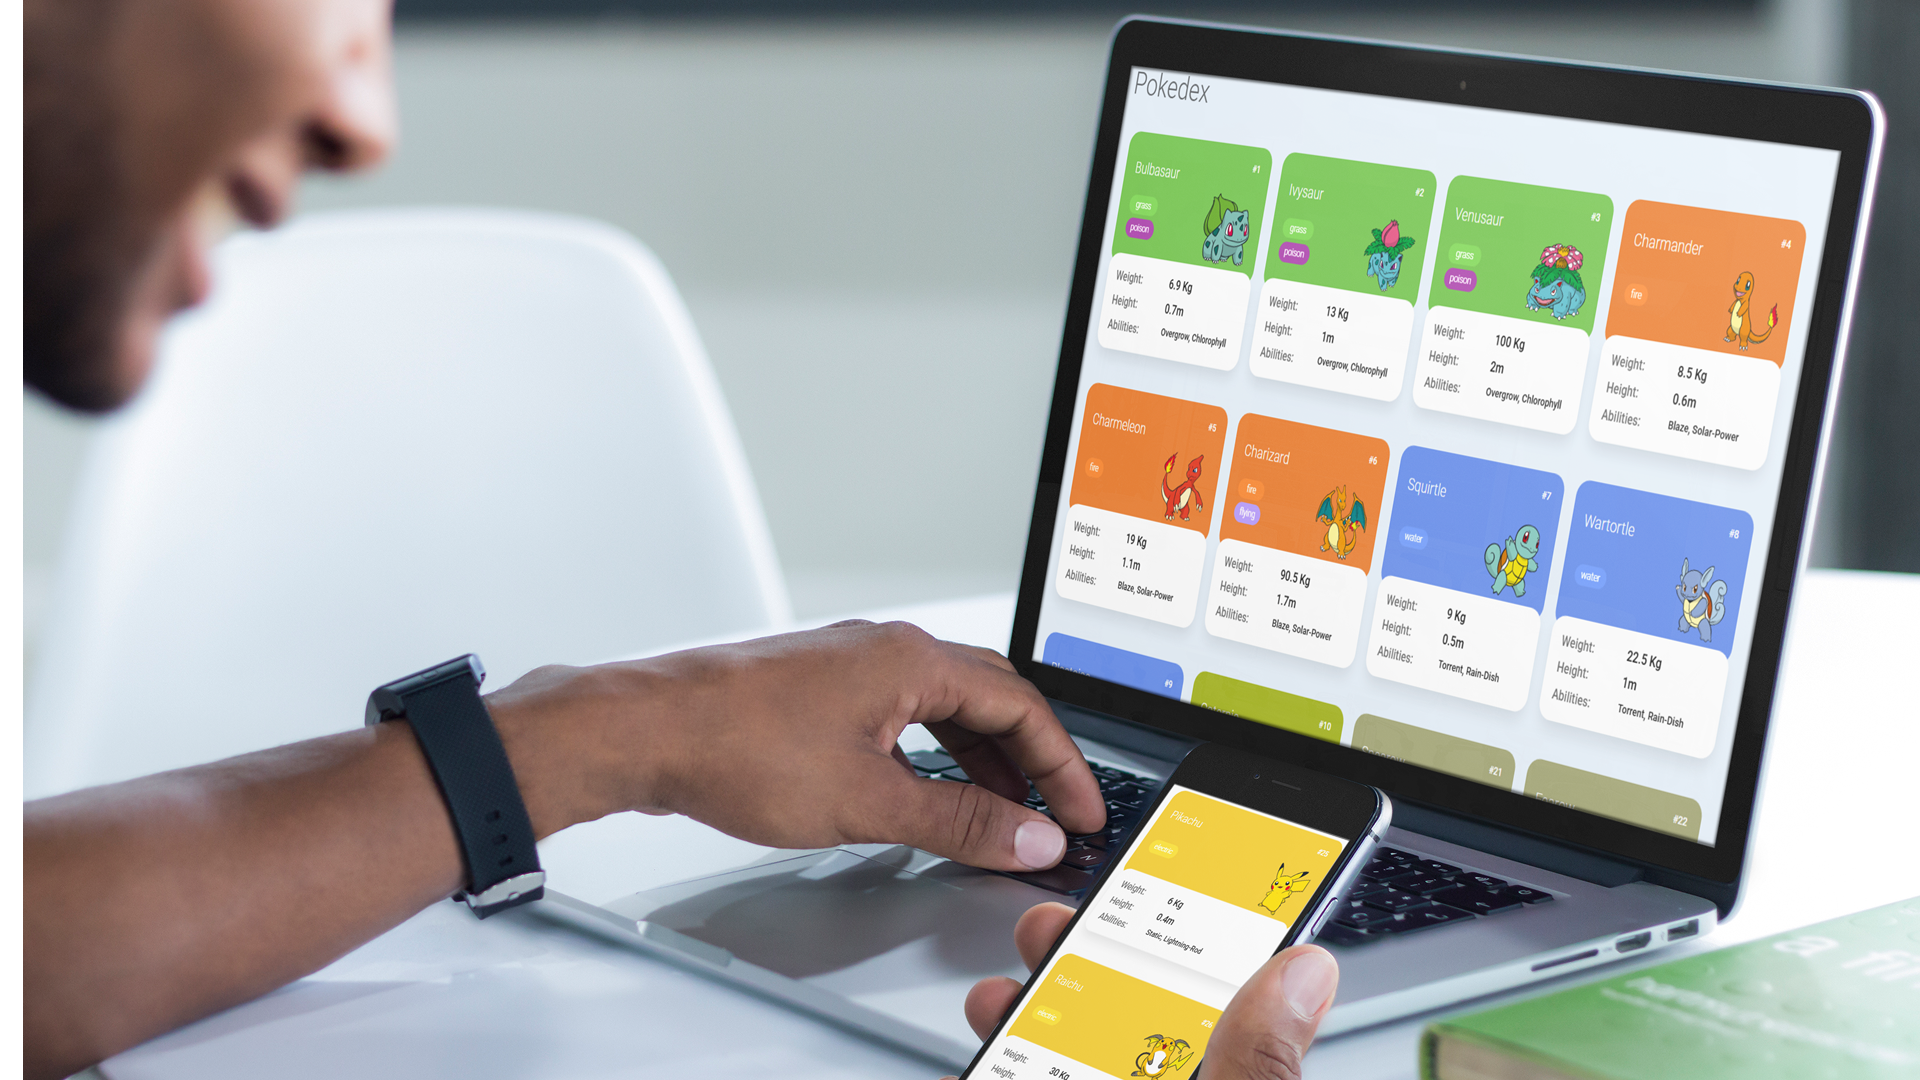 Pokedex
Bulbasaur #1
grass
poison
Weight: 6.9 Kg
Height: 0.7m
Abilities: Overgrow, Chlorophyll
Ivysaur #2
grass
poison
Weight: 13 Kg
Height: 1m
Abilities: Overgrow, Chlorophyll
Venusaur #3
grass
poison
Weight: 100 Kg
Height: 2m
Abilities: Overgrow, Chlorophyll
Charmander #4
fire
Weight: 8.5 Kg
Height: 0.6m
Abilities: Blaze, Solar-Power
Charmeleon #5
fire
Weight: 19 Kg
Height: 1.1m
Abilities: Blaze, Solar-Power
Charizard #6
fire
flying
Weight: 90.5 Kg
Height: 1.7m
Abilities: Blaze, Solar-Power
Squirtle #7
water
Weight: 9 Kg
Height: 0.5m
Abilities: Torrent, Rain-Dish
Wartortle #8
water
Weight: 22.5 Kg
Height: 1m
Abilities: Torrent, Rain-Dish
#9
#10
#21
#22
Pikachu #25
electric
Weight: 6 Kg
Height: 0.4m
Abilities: Static, Lightning-Rod
Raichu #26
electric
Weight: 30 Kg
Height:
N